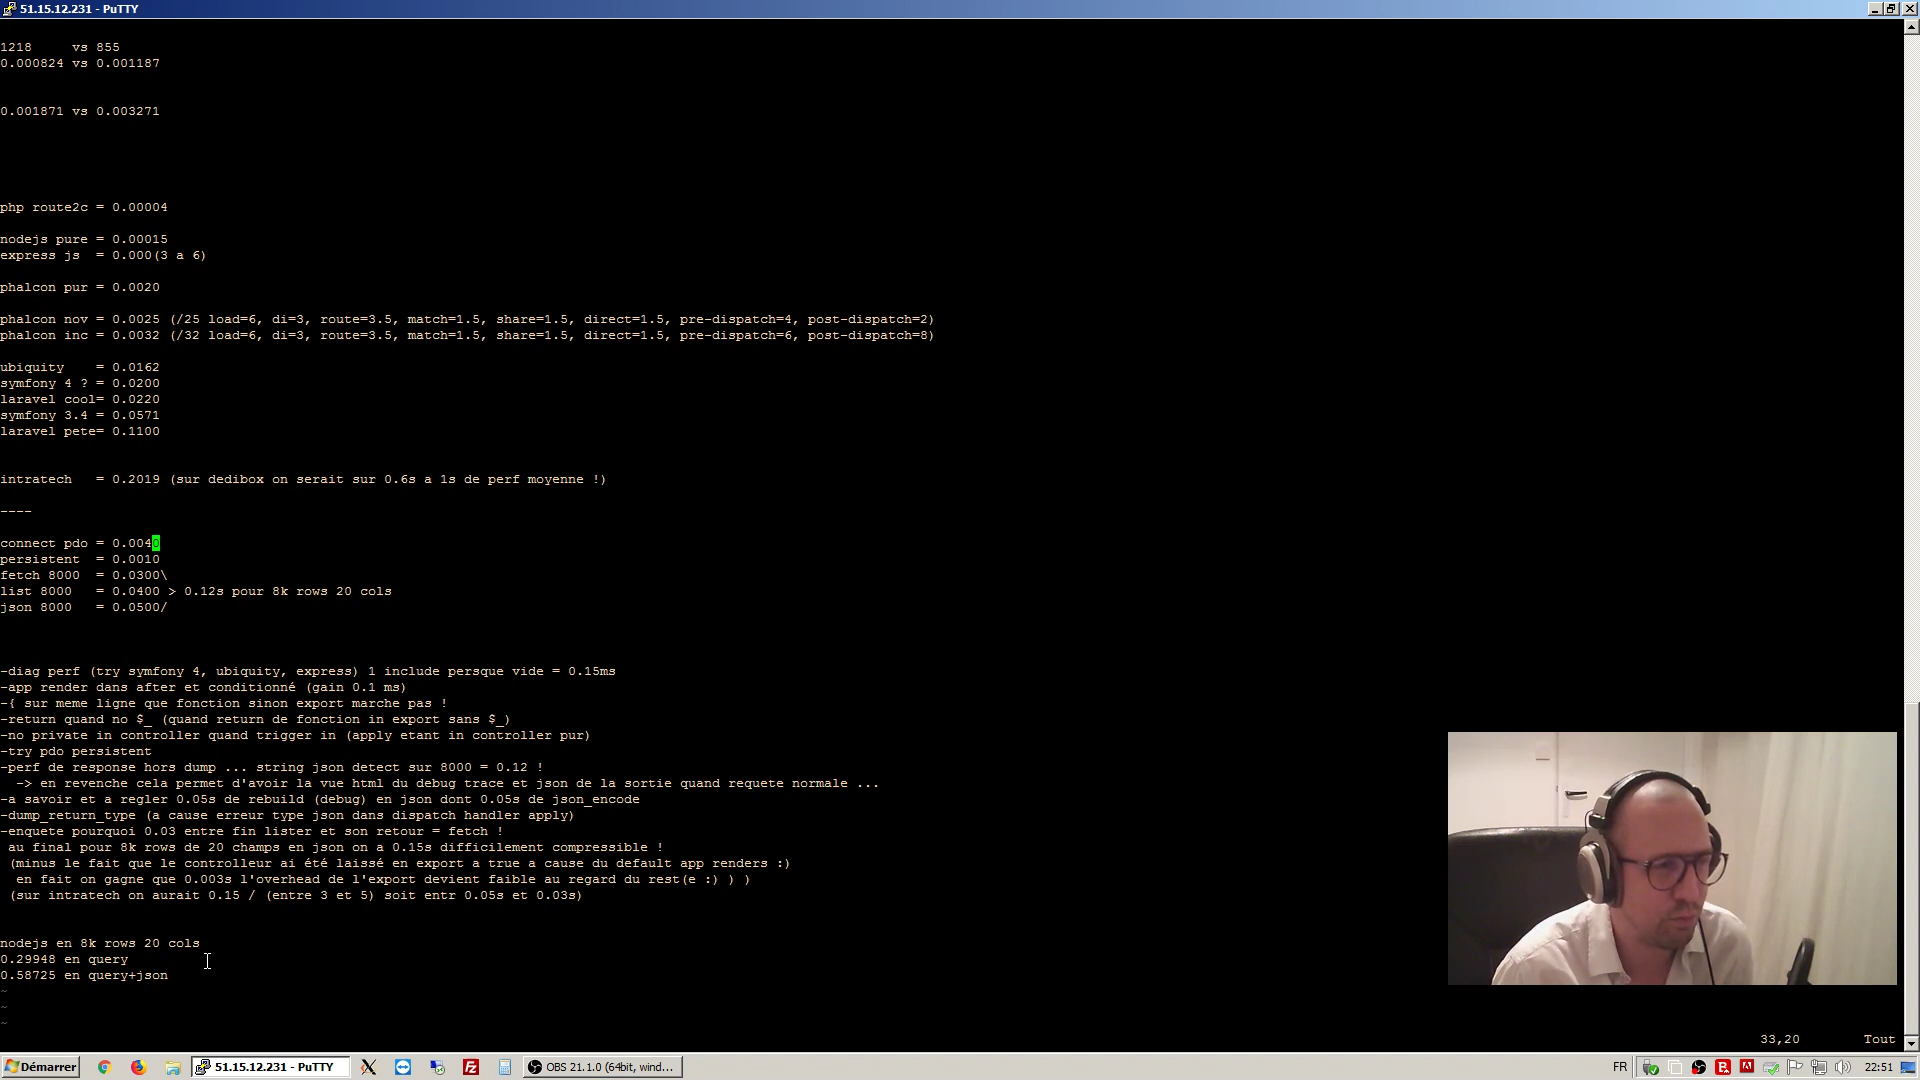 51.15.12.231 - PuTTY
1218     vs 855
0.000824 vs 0.001187
0.001871 vs 0.003271
php route2c = 0.00004
nodejs pure = 0.00015
express js  = 0.000(3 a 6)
phalcon pur = 0.0020
phalcon nov = 0.0025 (/25 load=6, di=3, route=3.5, match=1.5, share=1.5, direct=1.5, pre-dispatch=4, post-dispatch=2)
phalcon inc = 0.0032 (/32 load=6, di=3, route=3.5, match=1.5, share=1.5, direct=1.5, pre-dispatch=6, post-dispatch=8)
ubiquity    = 0.0162
symfony 4 ? = 0.0200
laravel cool= 0.0220
symfony 3.4 = 0.0571
laravel pete= 0.1100
intratech   = 0.2019 (sur dedibox on serait sur 0.6s a 1s de perf moyenne !)
----
connect pdo = 0.0040
persistent  = 0.0010
fetch 8000  = 0.0300\
list 8000   = 0.0400 > 0.12s pour 8k rows 20 cols
json 8000   = 0.0500/
-diag perf (try symfony 4, ubiquity, express) 1 include persque vide = 0.15ms
-app render dans after et conditionné (gain 0.1 ms)
-{ sur meme ligne que fonction sinon export marche pas !
-return quand no $_ (quand return de fonction in export sans $_)
-no private in controller quand trigger in (apply etant in controller pur)
-try pdo persistent
-perf de response hors dump ... string json detect sur 8000 = 0.12 !
  -> en revenche cela permet d'avoir la vue html du debug trace et json de la sortie quand requete normale ...
-a savoir et a regler 0.05s de rebuild (debug) en json dont 0.05s de json_encode
-dump_return_type (a cause erreur type json dans dispatch handler apply)
-enquete pourquoi 0.03 entre fin lister et son retour = fetch !
 au final pour 8k rows de 20 champs en json on a 0.15s difficilement compressible !
 (minus le fait que le controlleur ai été laissé en export a true a cause du default app renders :)
  en fait on gagne que 0.003s l'overhead de l'export devient faible au regard du rest(e :) ) )
 (sur intratech on aurait 0.15 / (entre 3 et 5) soit entr 0.05s et 0.03s)
nodejs en 8k rows 20 cols
0.29948 en query
0.58725 en query+json
~
~
~
33,20 Tout
Démarrer 51.15.12.231 - PuTTY OBS 21.1.0 (64bit, wind... FR 22:51